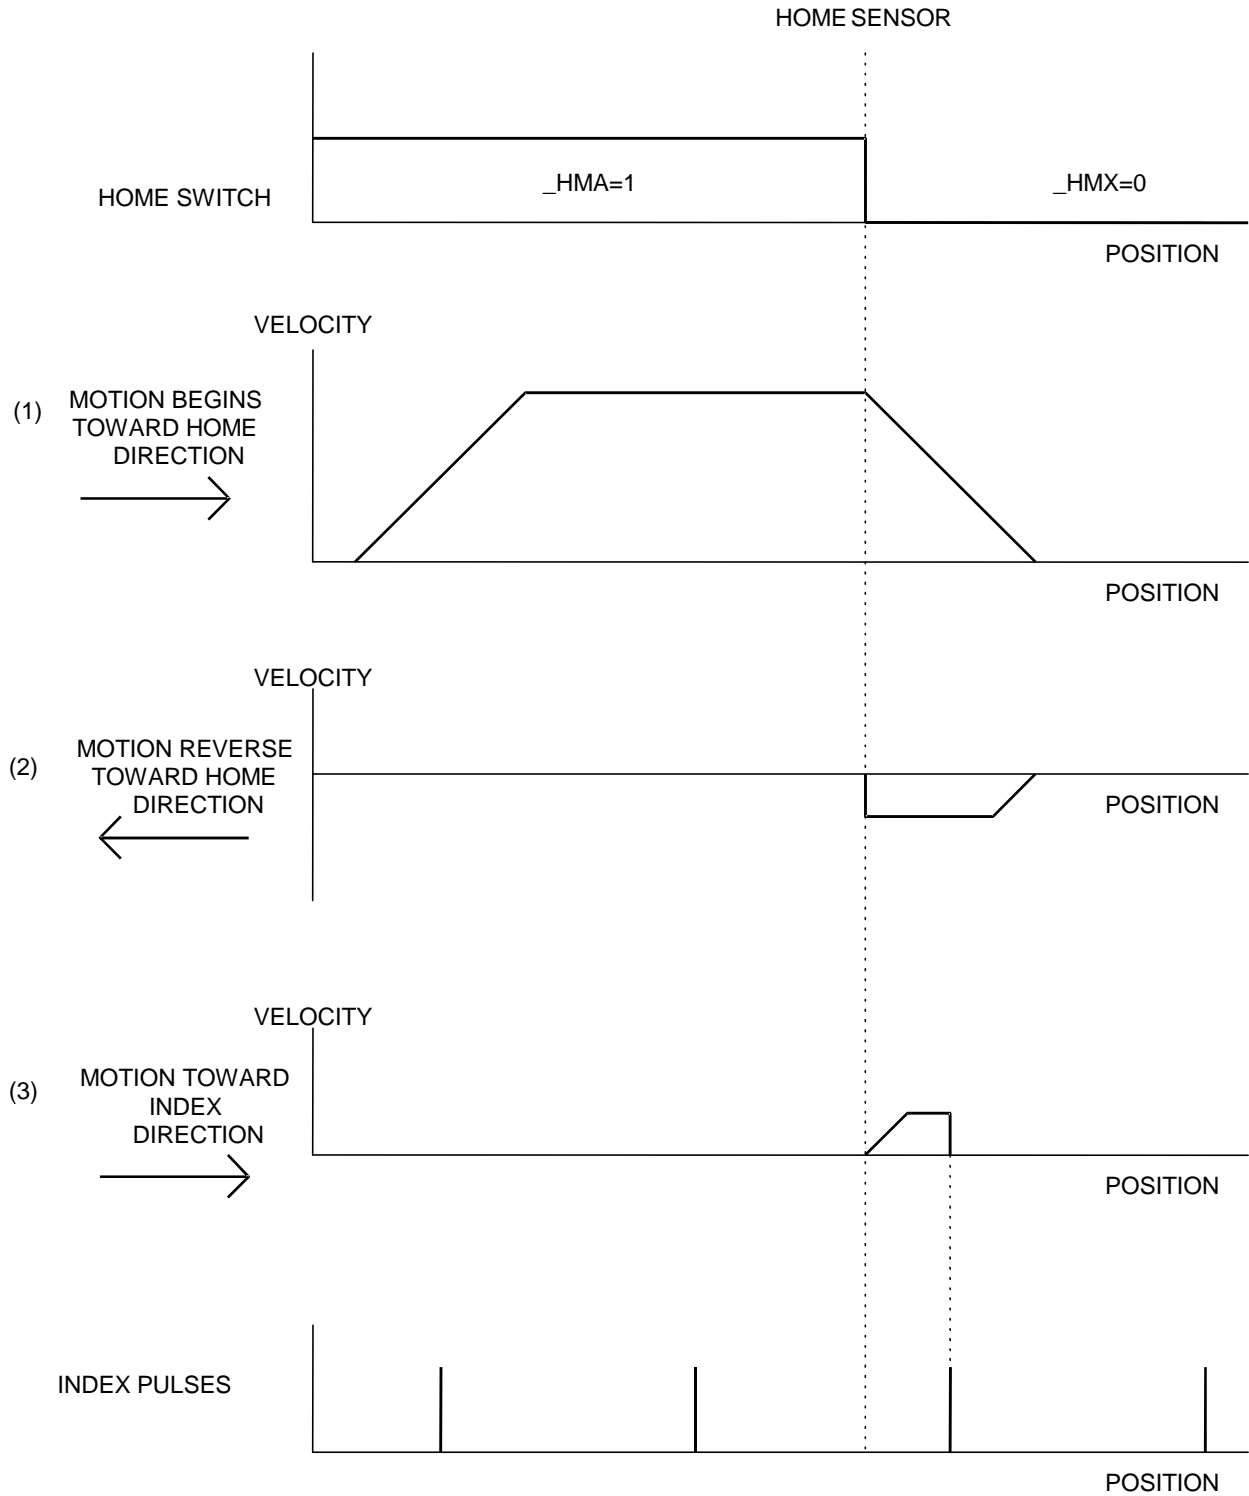 HOME SENSOR
_HMA=1
_HMX=0
HOME SWITCH
POSITION
VELOCITY
(1)
MOTION BEGINS
TOWARD HOME
DIRECTION
POSITION
VELOCITY
(2)
MOTION REVERSE
TOWARD HOME
DIRECTION
POSITION
VELOCITY
(3)
MOTION TOWARD
INDEX
DIRECTION
POSITION
INDEX PULSES
POSITION